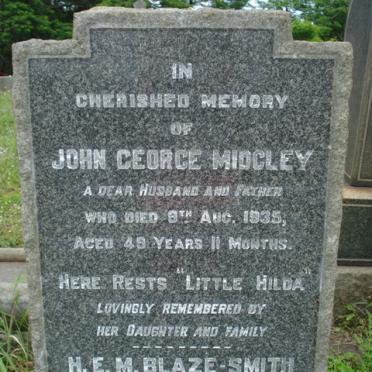 IN
CHERISHED MEMORY
OF
JOHN GEORGE MIDGLEY
A DEAR HUSBAND AND FATHER
WHO DIED 9TH AUG. 1935,
AGED 49 YEARS 11 MONTHS.
HERE RESTS "LITTLE HILDA"
LOVINGLY REMEMBERED BY
HER DAUGHTER AND FAMILY
H. E. M. BLAZE-SMITH